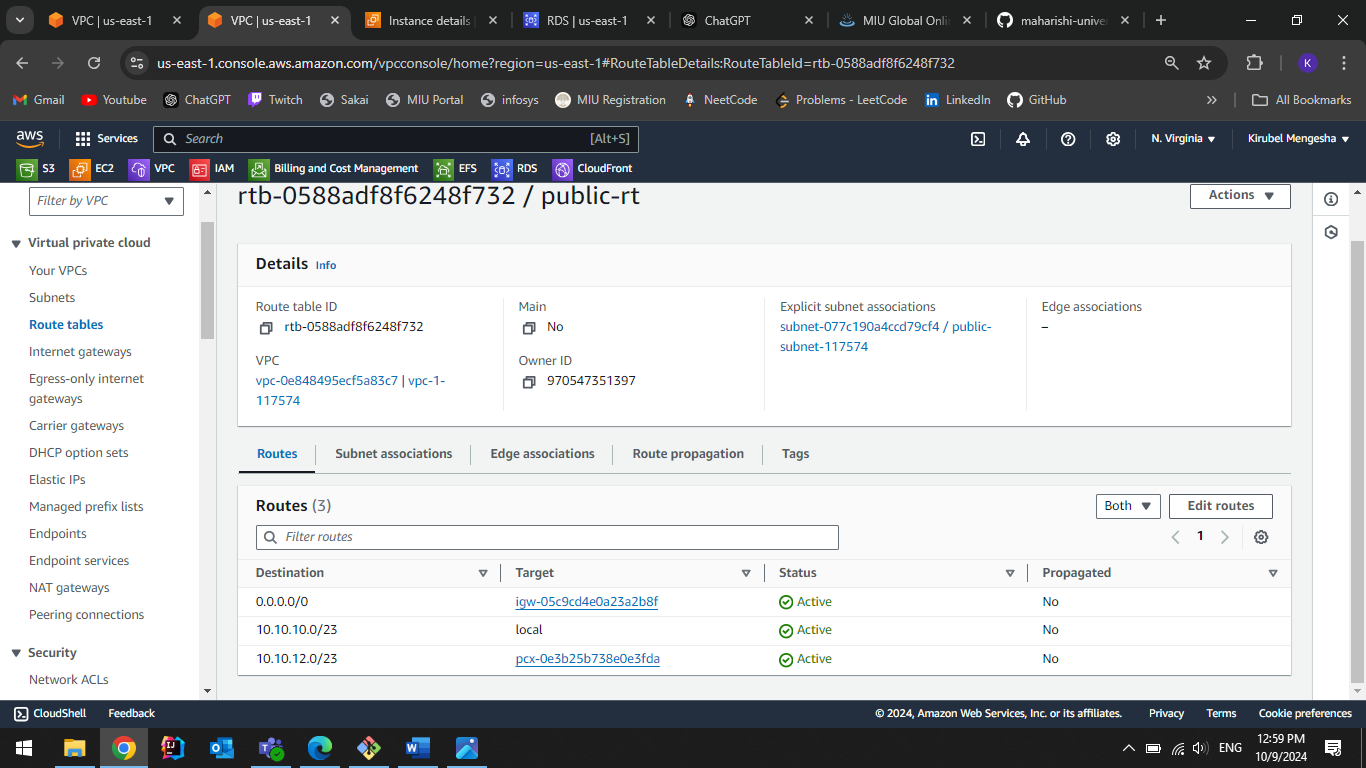 VPC | us-east-1
VPC | us-east-1
Instance details
RDS | us-east-1
ChatGPT
MIU Global Onli
maharishi-univer
us-east-1.console.aws.amazon.com/vpcconsole/home?region=us-east-1#RouteTableDetails:RouteTableId=rtb-0588adf8f6248f732
K
Gmail
Youtube
ChatGPT
Twitch
Sakai
MIU Portal
infosys
MIU Registration
NeetCode
Problems - LeetCode
LinkedIn
GitHub
»
All Bookmarks
aws
Services
Search
[Alt+S]
N. Virginia
Kirubel Mengesha
S3
EC2
VPC
IAM
Billing and Cost Management
EFS
RDS
CloudFront
Filter by VPC
Virtual private cloud
Your VPCs
Subnets
Route tables
Internet gateways
Egress-only internet
gateways
Carrier gateways
DHCP option sets
Elastic IPs
Managed prefix lists
Endpoints
Endpoint services
NAT gateways
Peering connections
Security
Network ACLs
rtb-0588adf8f6248f732 / public-rt
Actions
Details Info
Route table ID
rtb-0588adf8f6248f732
VPC
vpc-0e848495ecf5a83c7 | vpc-1-
117574
Main
No
Owner ID
970547351397
Explicit subnet associations
subnet-077c190a4ccd79cf4 / public-
subnet-117574
Edge associations
–
Routes
Subnet associations
Edge associations
Route propagation
Tags
Routes (3)
Both
Edit routes
Filter routes
1
Destination Target Status Propagated
0.0.0.0/0 igw-05c9cd4e0a23a2b8f Active No
10.10.10.0/23 local Active No
10.10.12.0/23 pcx-0e3b25b738e0e3fda Active No
CloudShell
Feedback
© 2024, Amazon Web Services, Inc. or its affiliates.
Privacy
Terms
Cookie preferences
ENG
12:59 PM
10/9/2024